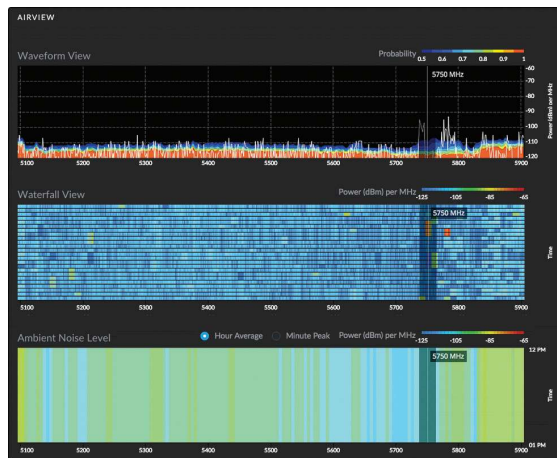 AIRVIEW
Waveform View
Probability 0.5 0.6 0.7 0.8 0.9 1
5750 MHz
-60
-70
-80
-90
-100
-110
-120
Power (dBm) per MHz
5100 5200 5300 5400 5500 5600 5700 5800 5900
Waterfall View
Power (dBm) per MHz -125 -105 -85 -65
5750 MHz
Time
5100 5200 5300 5400 5500 5600 5700 5800 5900
Ambient Noise Level
Hour Average Minute Peak Power (dBm) per MHz -125 -105 -85 -65
5750 MHz
12 PM
Time
01 PM
5100 5200 5300 5400 5500 5600 5700 5800 5900